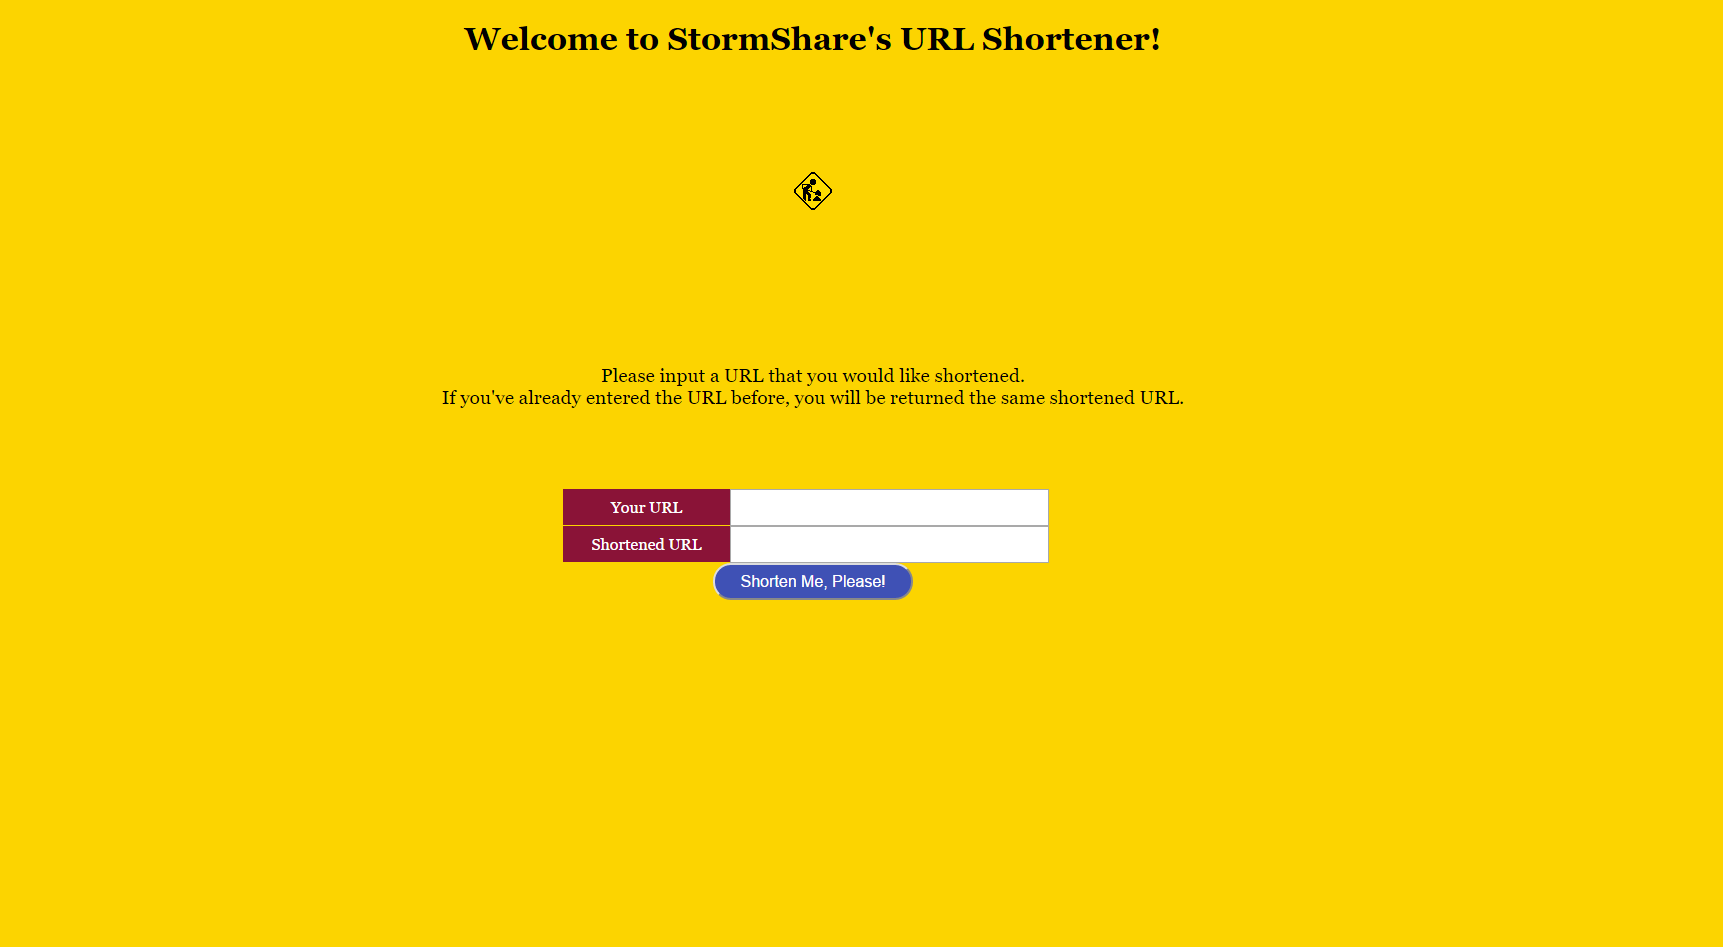 Welcome to StormShare's URL Shortener!
Please input a URL that you would like shortened.
If you've already entered the URL before, you will be returned the same shortened URL.
Your URL
Shortened URL
Shorten Me, Please!